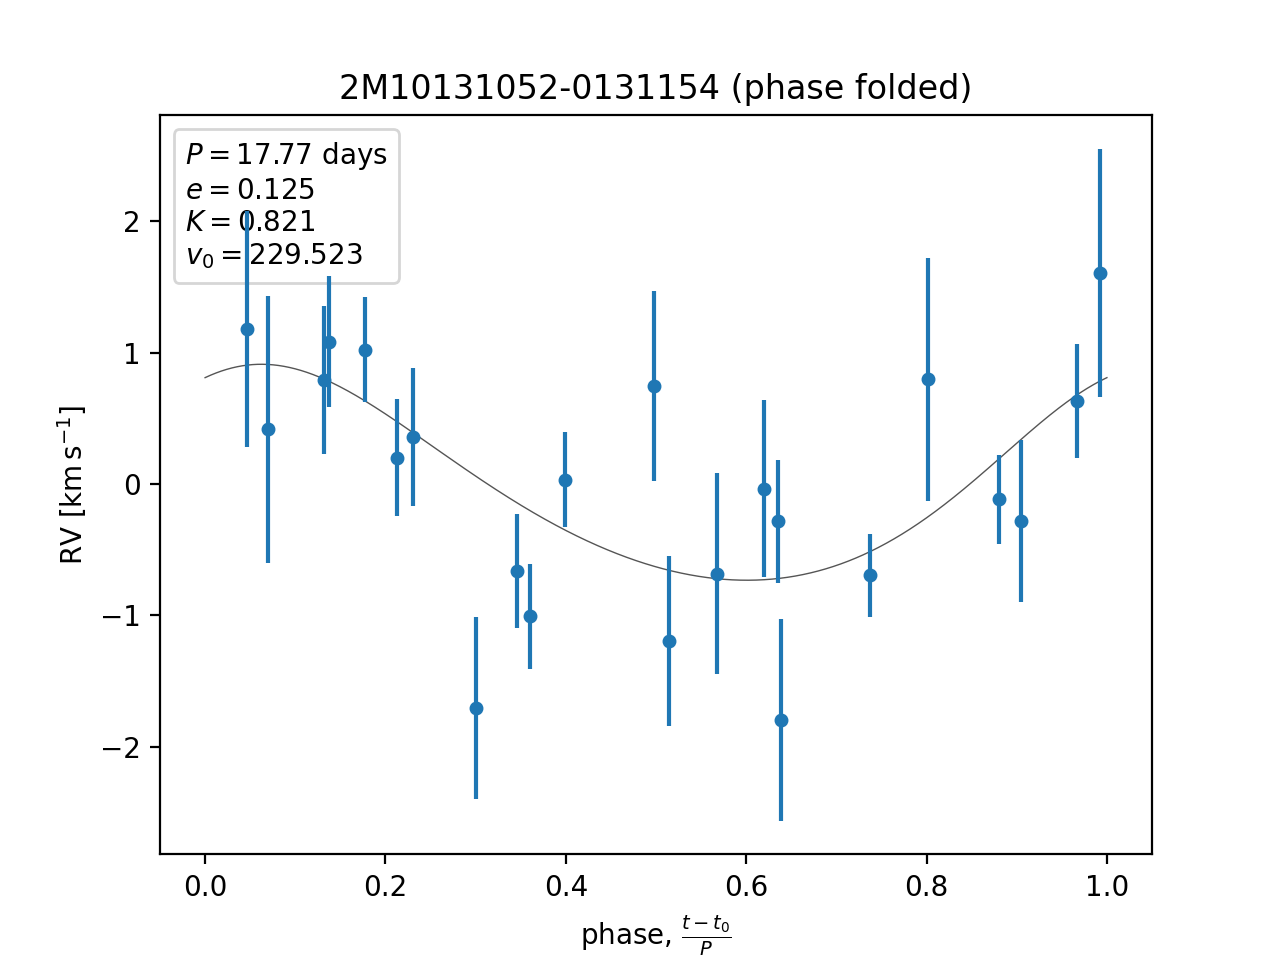 2M10131052-0131154 (phase folded)
P = 17.77 days
e = 0.125
K = 0.821
v₀ = 229.523
2
1
0
−1
−2
RV [km s⁻¹]
0.0 0.2 0.4 0.6 0.8 1.0
phase, (t − t₀)/P